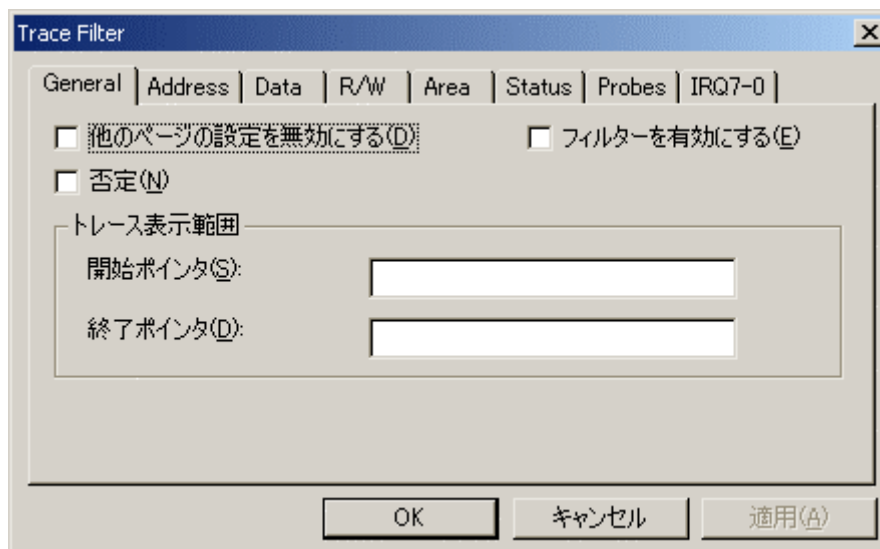 Trace Filter
General Address Data R/W Area Status Probes IRQ7-0
他のページの設定を無効にする(D) フィルターを有効にする(E)
否定(N)
トレース表示範囲
開始ポインタ(S):
終了ポインタ(D):
OK キャンセル 適用(A)